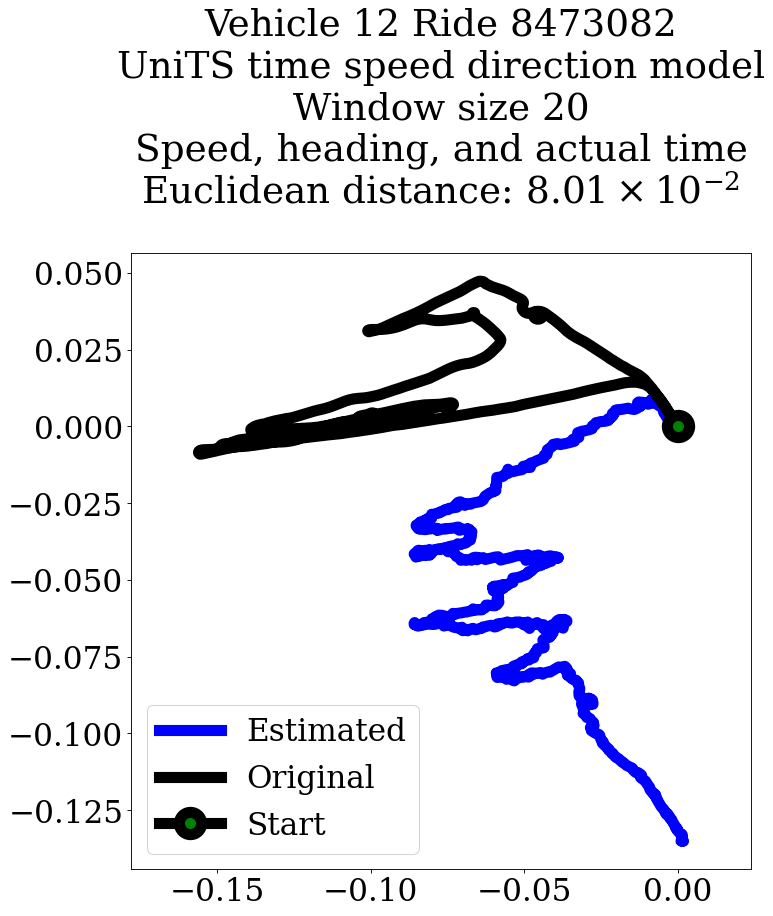 Vehicle 12 Ride 8473082
UniTS time speed direction model
Window size 20
Speed, heading, and actual time
Euclidean distance: 8.01 × 10⁻²
0.050
0.025
0.000
−0.025
−0.050
−0.075
−0.100
−0.125
Estimated
Original
Start
−0.15 −0.10 −0.05 0.00